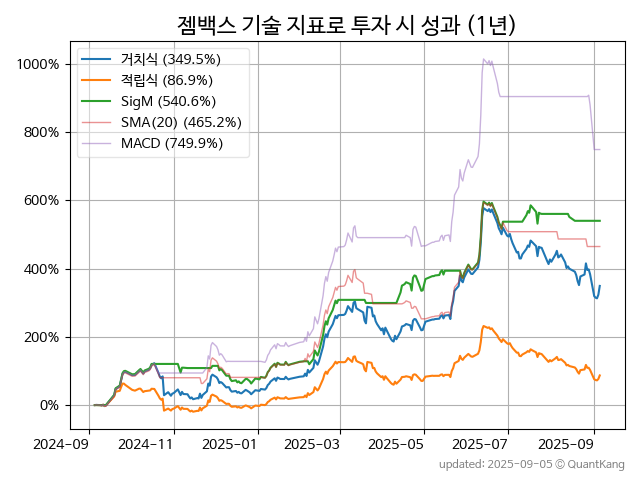 젬백스 기술 지표로 투자 시 성과 (1년)
거치식 (349.5%)
적립식 (86.9%)
SigM (540.6%)
SMA(20) (465.2%)
MACD (749.9%)
1000%
800%
600%
400%
200%
0%
2024-09 2024-11 2025-01 2025-03 2025-05 2025-07 2025-09
updated: 2025-09-05 © QuantKang